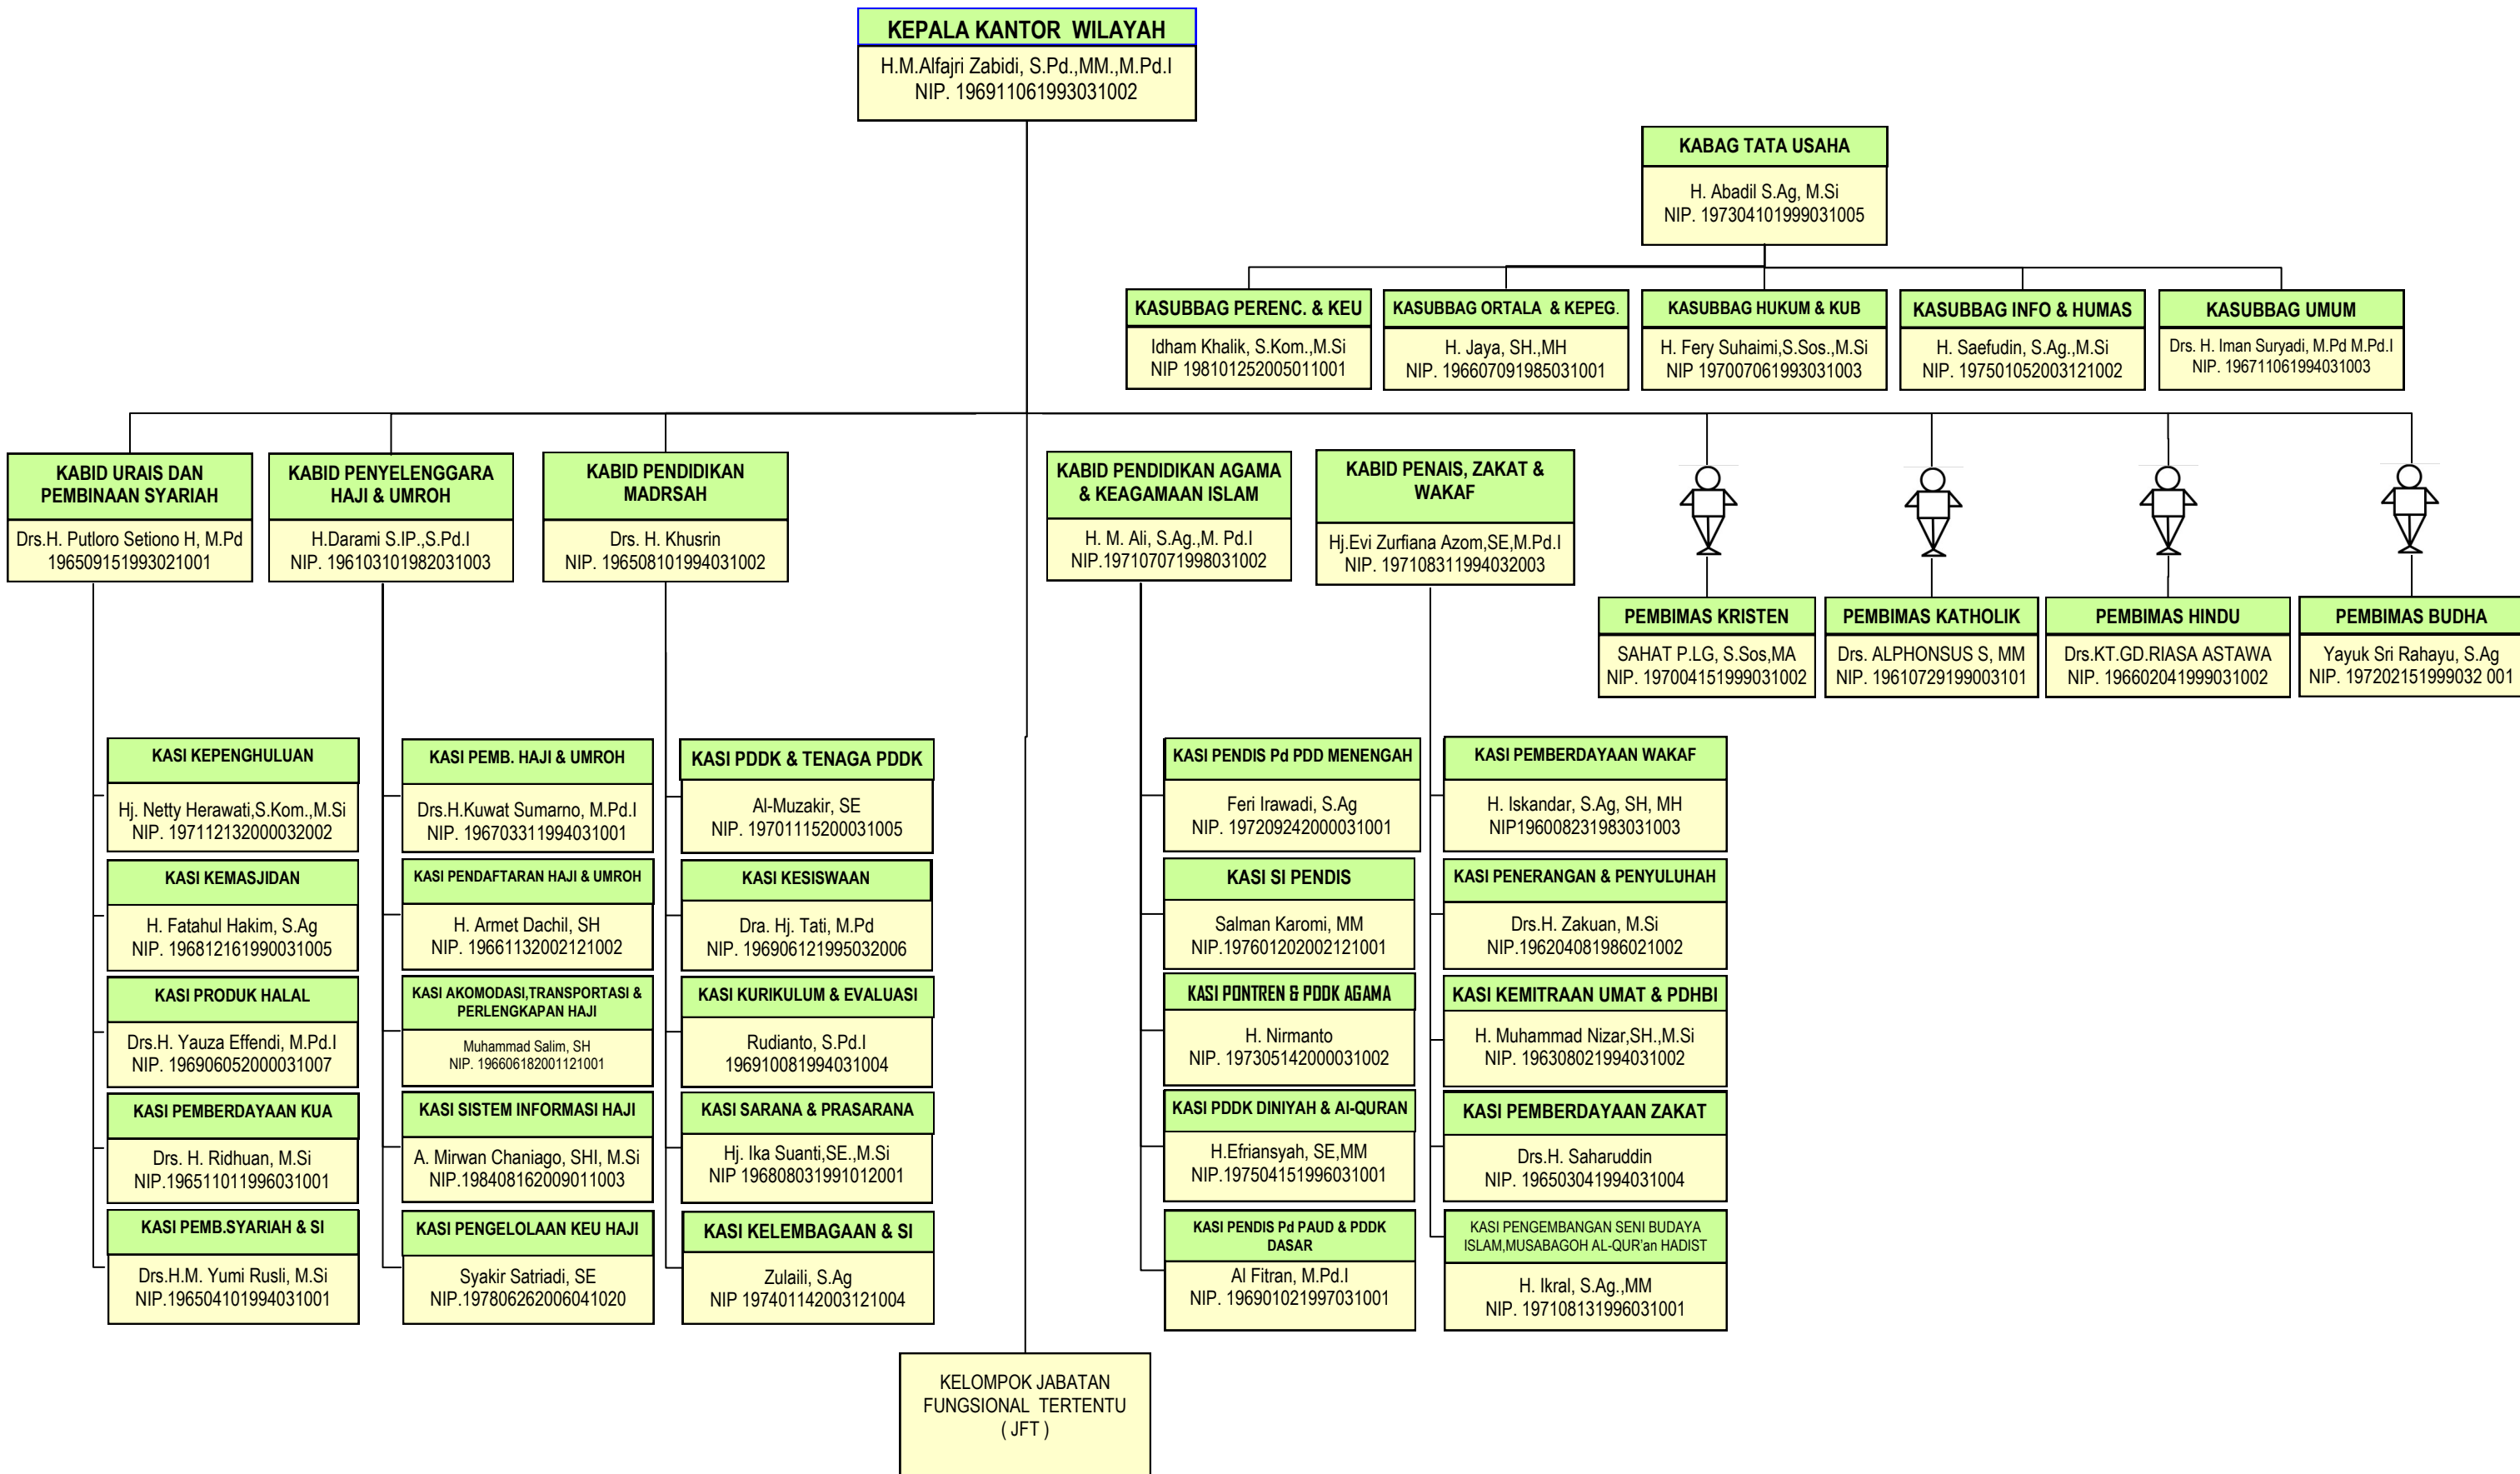 KEPALA KANTOR WILAYAH
H.M.Alfajri Zabidi, S.Pd.,MM.,M.Pd.I
NIP. 196911061993031002
KABAG TATA USAHA
H. Abadil S.Ag, M.Si
NIP. 197304101999031005
KASUBBAG PERENC. & KEU
Idham Khalik, S.Kom.,M.Si
NIP 198101252005011001
KASUBBAG ORTALA & KEPEG.
H. Jaya, SH.,MH
NIP. 196607091985031001
KASUBBAG HUKUM & KUB
H. Fery Suhaimi,S.Sos.,M.Si
NIP 197007061993031003
KASUBBAG INFO & HUMAS
H. Saefudin, S.Ag.,M.Si
NIP. 197501052003121002
KASUBBAG UMUM
Drs. H. Iman Suryadi, M.Pd M.Pd.I
NIP. 196711061994031003
KABID URAIS DAN
PEMBINAAN SYARIAH
Drs.H. Putloro Setiono H, M.Pd
196509151993021001
KABID PENYELENGGARA
HAJI & UMROH
H.Darami S.IP.,S.Pd.I
NIP. 196103101982031003
KABID PENDIDIKAN
MADRSAH
Drs. H. Khusrin
NIP. 196508101994031002
KABID PENDIDIKAN AGAMA
& KEAGAMAAN ISLAM
H. M. Ali, S.Ag.,M. Pd.I
NIP.197107071998031002
KABID PENAIS, ZAKAT &
WAKAF
Hj.Evi Zurfiana Azom,SE,M.Pd.I
NIP. 197108311994032003
PEMBIMAS KRISTEN
SAHAT P.LG, S.Sos,MA
NIP. 197004151999031002
PEMBIMAS KATHOLIK
Drs. ALPHONSUS S, MM
NIP. 19610729199003101
PEMBIMAS HINDU
Drs.KT.GD.RIASA ASTAWA
NIP. 196602041999031002
PEMBIMAS BUDHA
Yayuk Sri Rahayu, S.Ag
NIP. 197202151999032 001
KASI KEPENGHULUAN
Hj. Netty Herawati,S.Kom.,M.Si
NIP. 197112132000032002
KASI KEMASJIDAN
H. Fatahul Hakim, S.Ag
NIP. 196812161990031005
KASI PRODUK HALAL
Drs.H. Yauza Effendi, M.Pd.I
NIP. 196906052000031007
KASI PEMBERDAYAAN KUA
Drs. H. Ridhuan, M.Si
NIP.196511011996031001
KASI PEMB.SYARIAH & SI
Drs.H.M. Yumi Rusli, M.Si
NIP.196504101994031001
KASI PEMB. HAJI & UMROH
Drs.H.Kuwat Sumarno, M.Pd.I
NIP. 196703311994031001
KASI PENDAFTARAN HAJI & UMROH
H. Armet Dachil, SH
NIP. 19661132002121002
KASI AKOMODASI,TRANSPORTASI &
PERLENGKAPAN HAJI
Muhammad Salim, SH
NIP. 196606182001121001
KASI SISTEM INFORMASI HAJI
A. Mirwan Chaniago, SHI, M.Si
NIP.198408162009011003
KASI PENGELOLAAN KEU HAJI
Syakir Satriadi, SE
NIP.197806262006041020
KASI PDDK & TENAGA PDDK
Al-Muzakir, SE
NIP. 19701115200031005
KASI KESISWAAN
Dra. Hj. Tati, M.Pd
NIP. 196906121995032006
KASI KURIKULUM & EVALUASI
Rudianto, S.Pd.I
196910081994031004
KASI SARANA & PRASARANA
Hj. Ika Suanti,SE.,M.Si
NIP 196808031991012001
KASI KELEMBAGAAN & SI
Zulaili, S.Ag
NIP 197401142003121004
KASI PENDIS Pd PDD MENENGAH
Feri Irawadi, S.Ag
NIP. 197209242000031001
KASI SI PENDIS
Salman Karomi, MM
NIP.197601202002121001
KASI PONTREN & PDDK AGAMA
H. Nirmanto
NIP. 197305142000031002
KASI PDDK DINIYAH & Al-QURAN
H.Efriansyah, SE,MM
NIP.197504151996031001
KASI PENDIS Pd PAUD & PDDK
DASAR
Al Fitran, M.Pd.I
NIP. 196901021997031001
KASI PEMBERDAYAAN WAKAF
H. Iskandar, S.Ag, SH, MH
NIP196008231983031003
KASI PENERANGAN & PENYULUHAH
Drs.H. Zakuan, M.Si
NIP.196204081986021002
KASI KEMITRAAN UMAT & PDHBI
H. Muhammad Nizar,SH.,M.Si
NIP. 196308021994031002
KASI PEMBERDAYAAN ZAKAT
Drs.H. Saharuddin
NIP. 196503041994031004
KASI PENGEMBANGAN SENI BUDAYA
ISLAM,MUSABAGOH AL-QUR'an HADIST
H. Ikral, S.Ag.,MM
NIP. 197108131996031001
KELOMPOK JABATAN
FUNGSIONAL TERTENTU
( JFT )